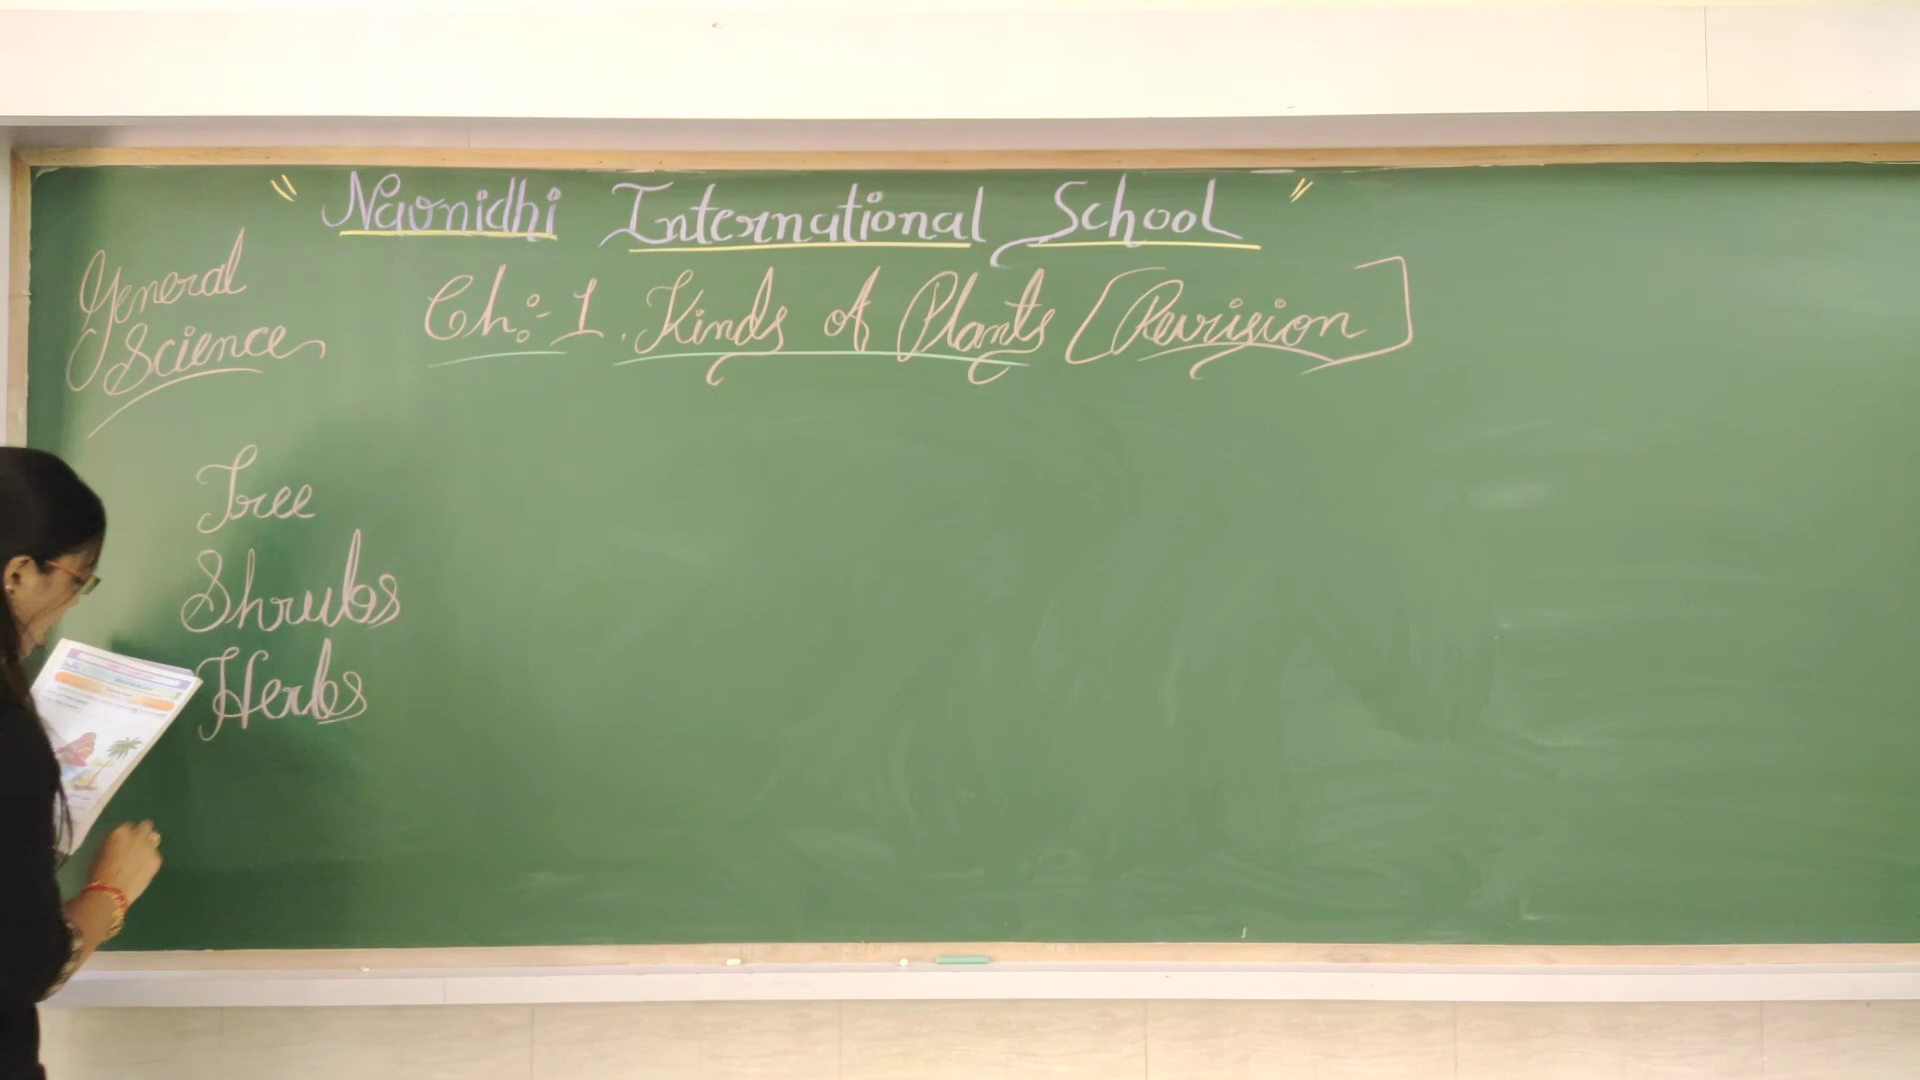 " Navnidhi International School "
General
Science
Ch:-1. Kinds of Plants [Revision]
Tree
Shrubs
Herbs